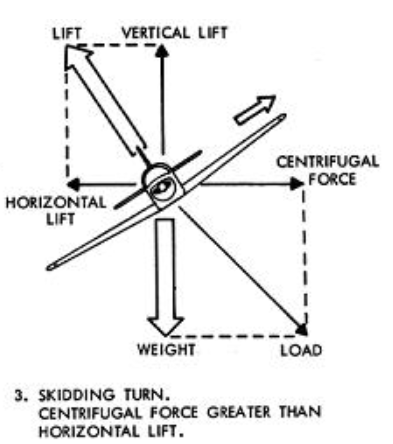 LIFT
VERTICAL LIFT
CENTRIFUGAL
FORCE
HORIZONTAL
LIFT
WEIGHT
LOAD
3. SKIDDING TURN.
CENTRIFUGAL FORCE GREATER THAN
HORIZONTAL LIFT.